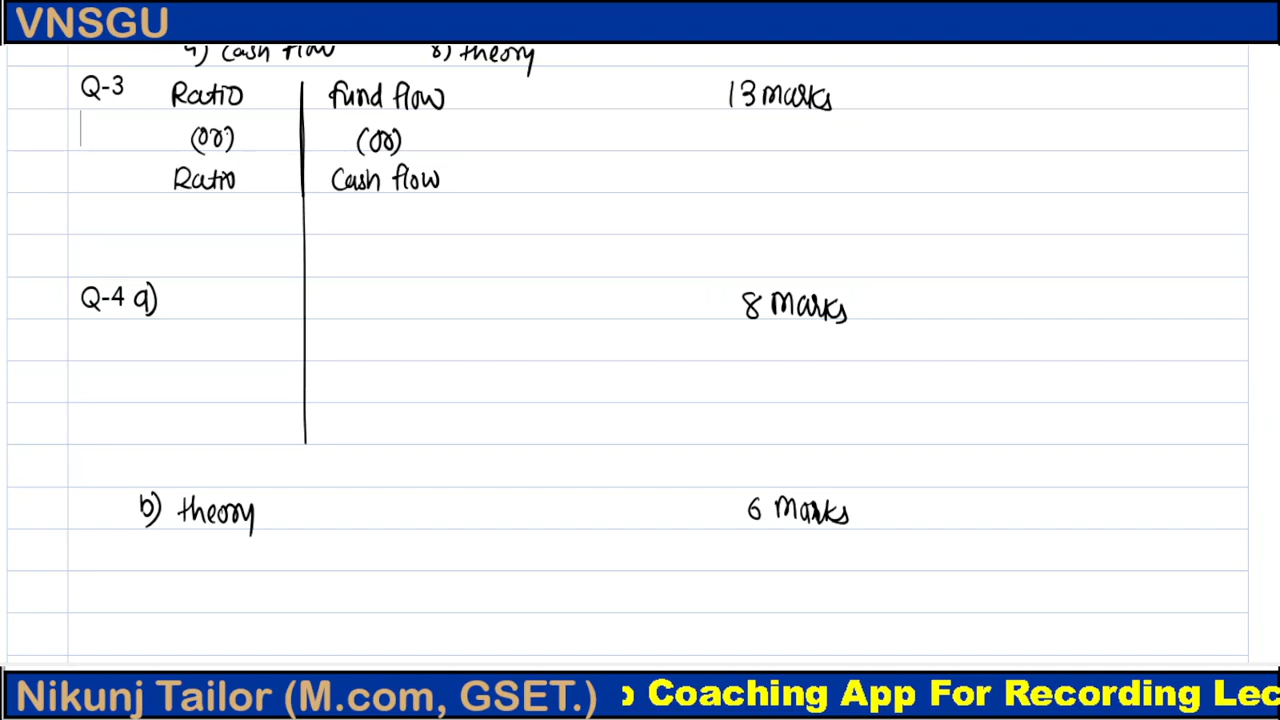 VNSGU
4) Cash flow 8) theory
Q-3 Ratio fund flow 13 marks
(or) (or)
Ratio Cash flow
Q-4 a) 8 Marks
b) theory 6 Marks
Nikunj Tailor (M.com, GSET.) Coaching App For Recording Lec